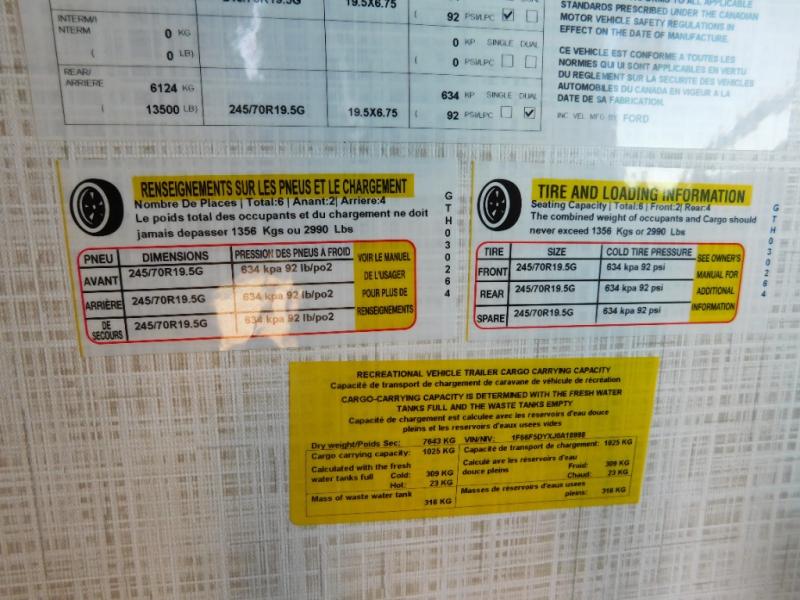 19.5X6.75
92 PSI/LPC
INTERM/I
NTERM
0 KG
( 0 LB)
0 KP SINGLE DUAL
( 0 PSI/LPC
REAR/
ARRIERE
6124 KG
( 13500 LB)
245/70R19.5G
19.5X6.75
634 KP SINGLE DUAL
( 92 PSI/LPC
STANDARDS PRESCRIBED UNDER THE CANADIAN
MOTOR VEHICLE SAFETY REGULATIONS IN
EFFECT ON THE DATE OF MANUFACTURE.
CE VEHICULE EST CONFORME A TOUTES LES
NORMES QUI UI SONT APPLICABLES EN VERTU
DU REGLEMENT SUR LA SECURITE DES VEHICULES
AUTOMOBILES DU CANADA EN VIGEUR A LA
DATE DE SA FABRICATION.
INC. VEH. MFG BY FORD
RENSEIGNEMENTS SUR LES PNEUS ET LE CHARGEMENT
Nombre De Places | Total:6 | Anant:2| Arriere:4
Le poids total des occupants et du chargement ne doit
jamais depasser 1356 Kgs ou 2990 Lbs
PNEU DIMENSIONS PRESSION DES PNEUS A FROID
AVANT 245/70R19.5G 634 kpa 92 lb/po2
ARRIÈRE 245/70R19.5G 634 kpa 92 lb/po2
DE SECOURS 245/70R19.5G 634 kpa 92 lb/po2
VOIR LE MANUEL
DE L'USAGER
POUR PLUS DE
RENSEIGNEMENTS
GTH030264
TIRE AND LOADING INFORMATION
Seating Capacity | Total:6 | Front:2| Rear:4
The combined weight of occupants and Cargo should
never exceed 1356 Kgs or 2990 Lbs
TIRE SIZE COLD TIRE PRESSURE
FRONT 245/70R19.5G 634 kpa 92 psi
REAR 245/70R19.5G 634 kpa 92 psi
SPARE 245/70R19.5G 634 kpa 92 psi
SEE OWNER'S
MANUAL FOR
ADDITIONAL
INFORMATION
GTH030264
RECREATIONAL VEHICLE TRAILER CARGO CARRYING CAPACITY
Capacité de transport de chargement de caravane de véhicule de récréation
CARGO-CARRYING CAPACITY IS DETERMINED WITH THE FRESH WATER
TANKS FULL AND THE WASTE TANKS EMPTY
Capacité de chargement est calculee avec les reservoirs d'eau douce
pleins et les reservoirs d'eaux usees vides
Dry weight/Poids Sec: 7643 KG VIN/NIV:
Cargo carrying capacity: 1025 KG
Capacité de transport de chargement: 1025 KG
Calculated with the fresh
water tanks full Cold: 309 KG
Hot: 23 KG
Calculé avc les réservoirs d'eau
douce pleins Froid: 309 KG
Chaud: 23 KG
Mass of waste water tank
316 KG
Masses de réservoirs d'eaux usees
pleins: 316 KG